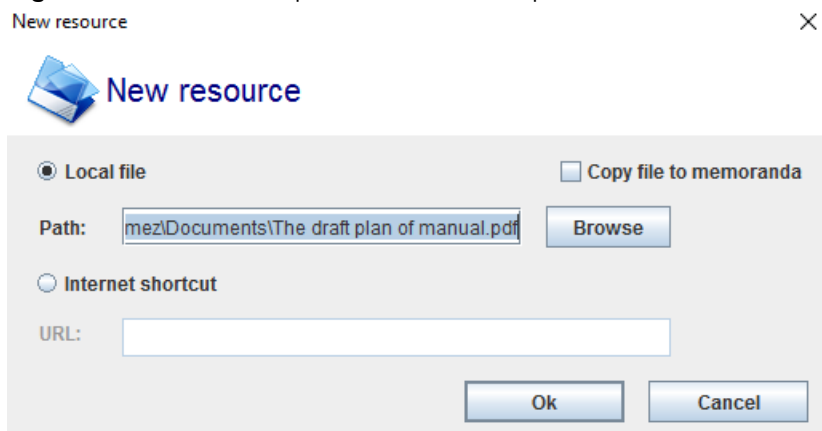 New resource
New resource
Local file Copy file to memoranda
Path: mez\Documents\The draft plan of manual.pdf Browse
Internet shortcut
URL:
Ok Cancel